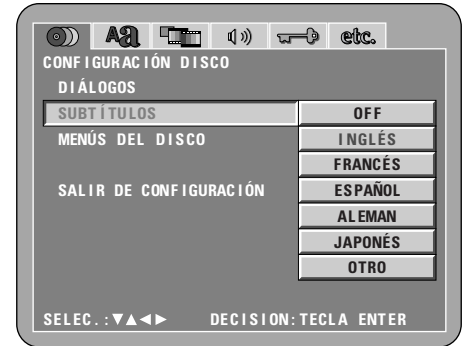 Aa etc.
CONFIGURACIÓN DISCO
DIÁLOGOS
SUBTÍTULOS OFF
MENÚS DEL DISCO INGLÉS
FRANCÉS
SALIR DE CONFIGURACIÓN ESPAÑOL
ALEMAN
JAPONÉS
OTRO
SELEC.:▼▲◄► DECISION:TECLA ENTER